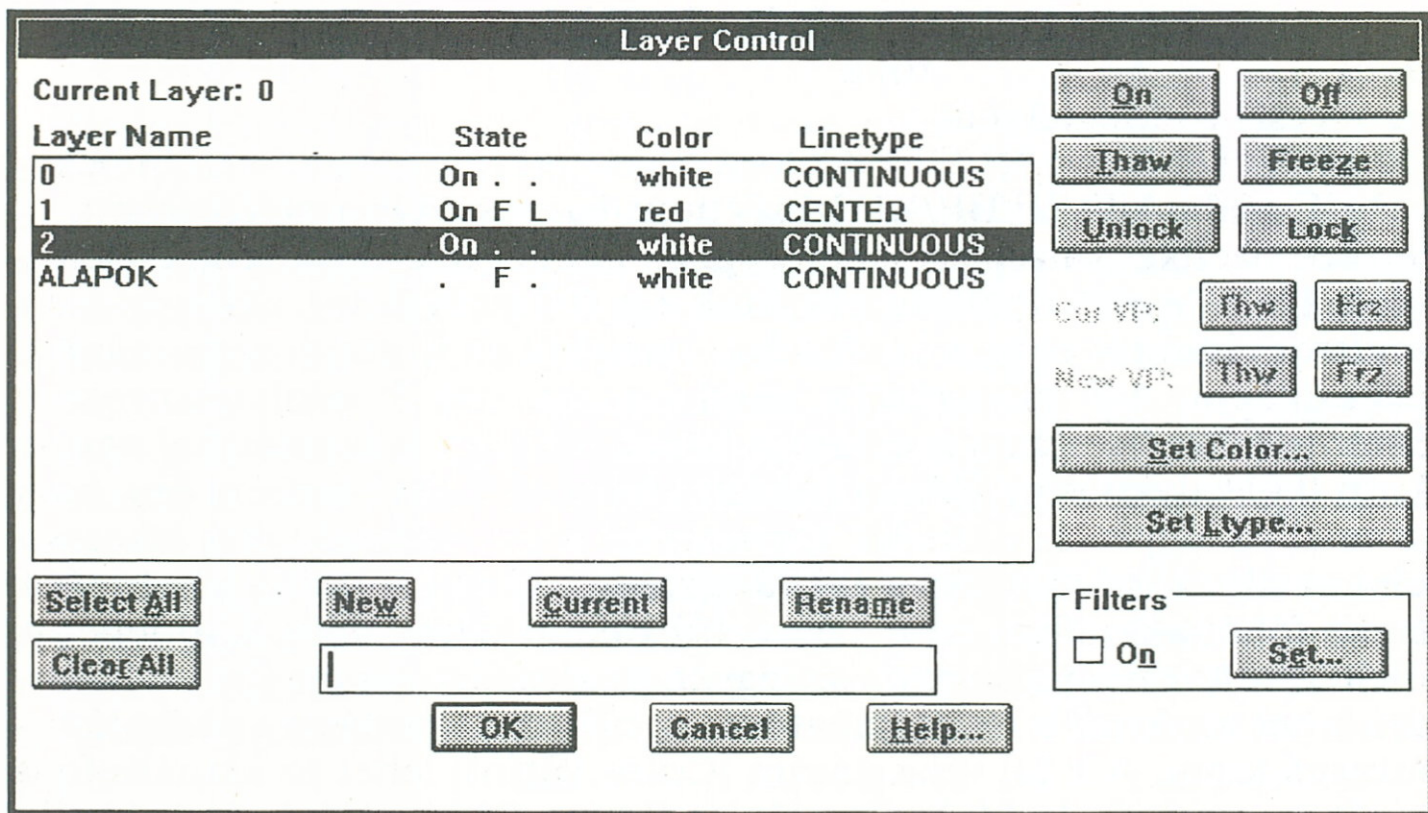 Layer Control
Current Layer: 0
On Off
Layer Name State Color Linetype
Thaw Freeze
0 On . . white CONTINUOUS
1 On F L red CENTER
Unlock Lock
2 On . . white CONTINUOUS
ALAPOK . F . white CONTINUOUS
Cur VP: Thw Frz
New VP: Thw Frz
Set Color...
Set Ltype...
Select All New Current Rename
Filters
Clear All
On Set...
OK Cancel Help...